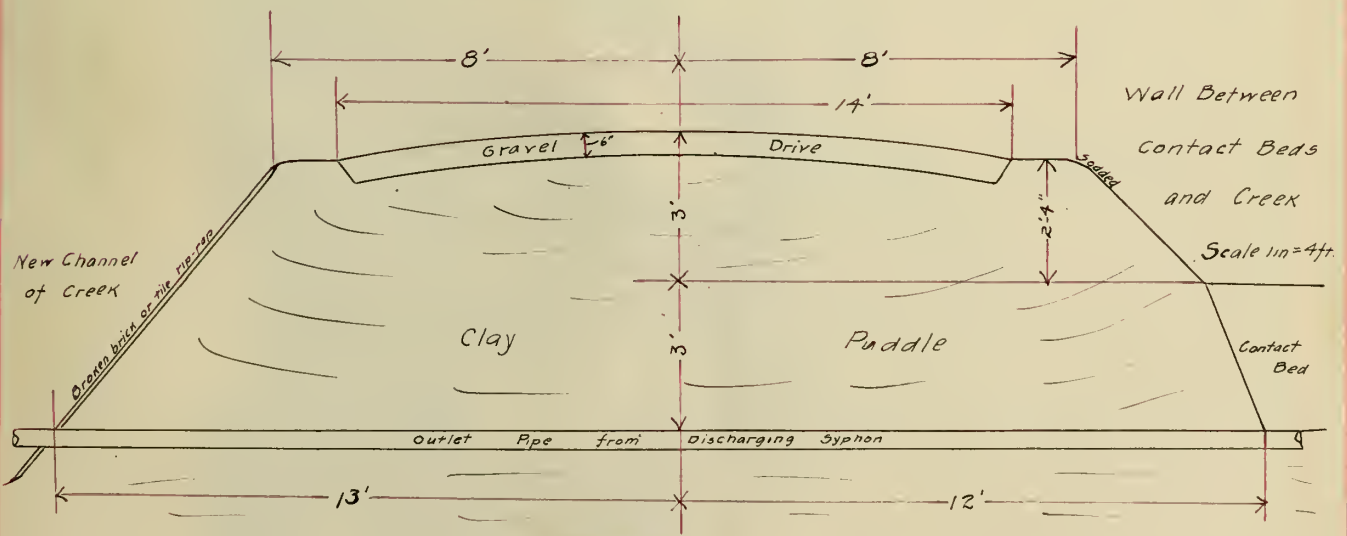 8'
8'
14'
Wall Between
Contact Beds
and Creek
Scale 1in=4ft.
Gravel
6"
Drive
Sodded
3'
2'4"
New Channel
of Creek
Broken brick or tile rip-rap
Clay
Puddle
3'
Contact
Bed
Outlet Pipe from Discharging Syphon
13'
12'